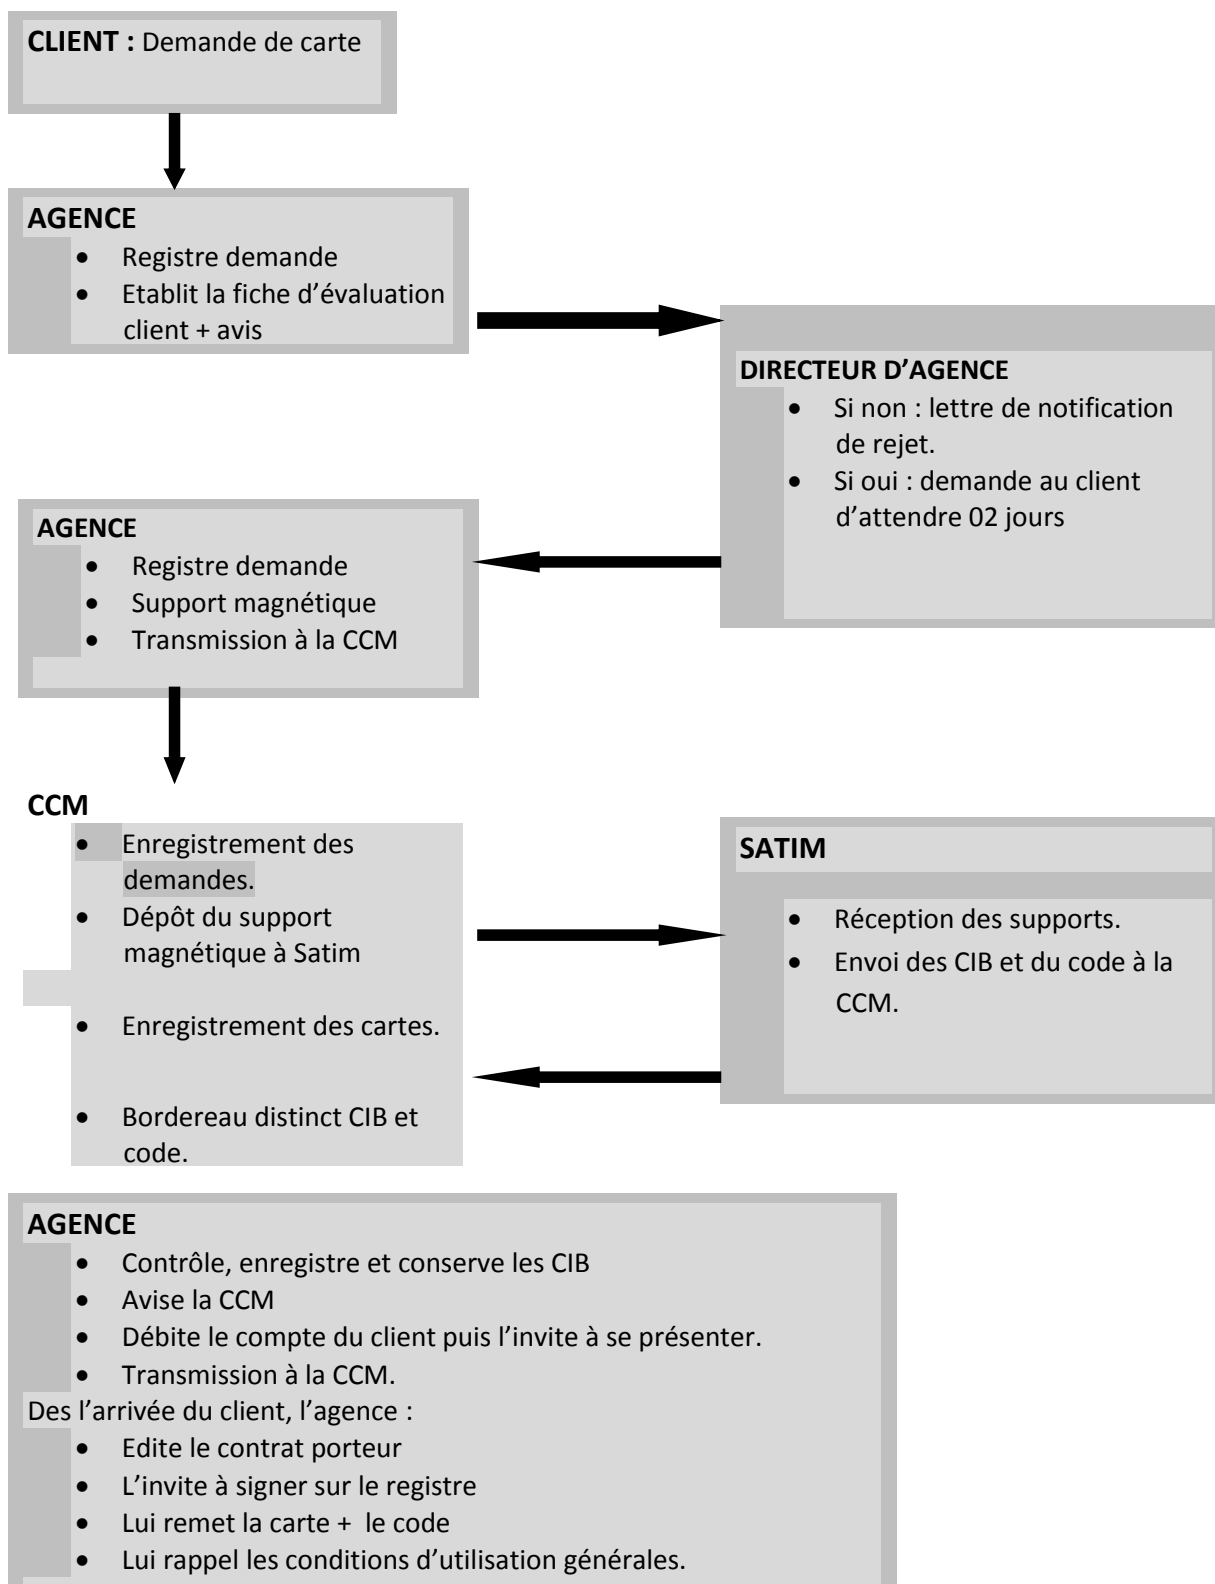 CLIENT : Demande de carte
AGENCE
• Registre demande
• Etablit la fiche d’évaluation
client + avis
DIRECTEUR D’AGENCE
• Si non : lettre de notification
de rejet.
• Si oui : demande au client
d’attendre 02 jours
AGENCE
• Registre demande
• Support magnétique
• Transmission à la CCM
CCM
• Enregistrement des
demandes.
• Dépôt du support
magnétique à Satim
• Enregistrement des cartes.
• Bordereau distinct CIB et
code.
SATIM
• Réception des supports.
• Envoi des CIB et du code à la
CCM.
AGENCE
• Contrôle, enregistre et conserve les CIB
• Avise la CCM
• Débite le compte du client puis l’invite à se présenter.
• Transmission à la CCM.
Des l’arrivée du client, l’agence :
• Edite le contrat porteur
• L’invite à signer sur le registre
• Lui remet la carte + le code
• Lui rappel les conditions d’utilisation générales.